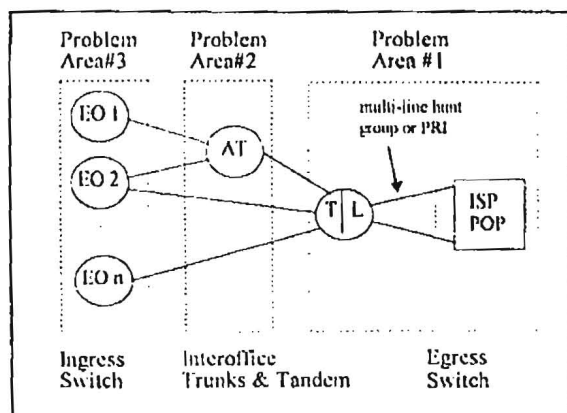 Problem
Area#3
Problem
Area#2
Problem
Area #1
multi-line hunt
group or PRI
EO 1
AT
EO 2
T L
ISP
POP
EO n
Ingress
Switch
Interoffice
Trunks & Tandem
Egress
Switch